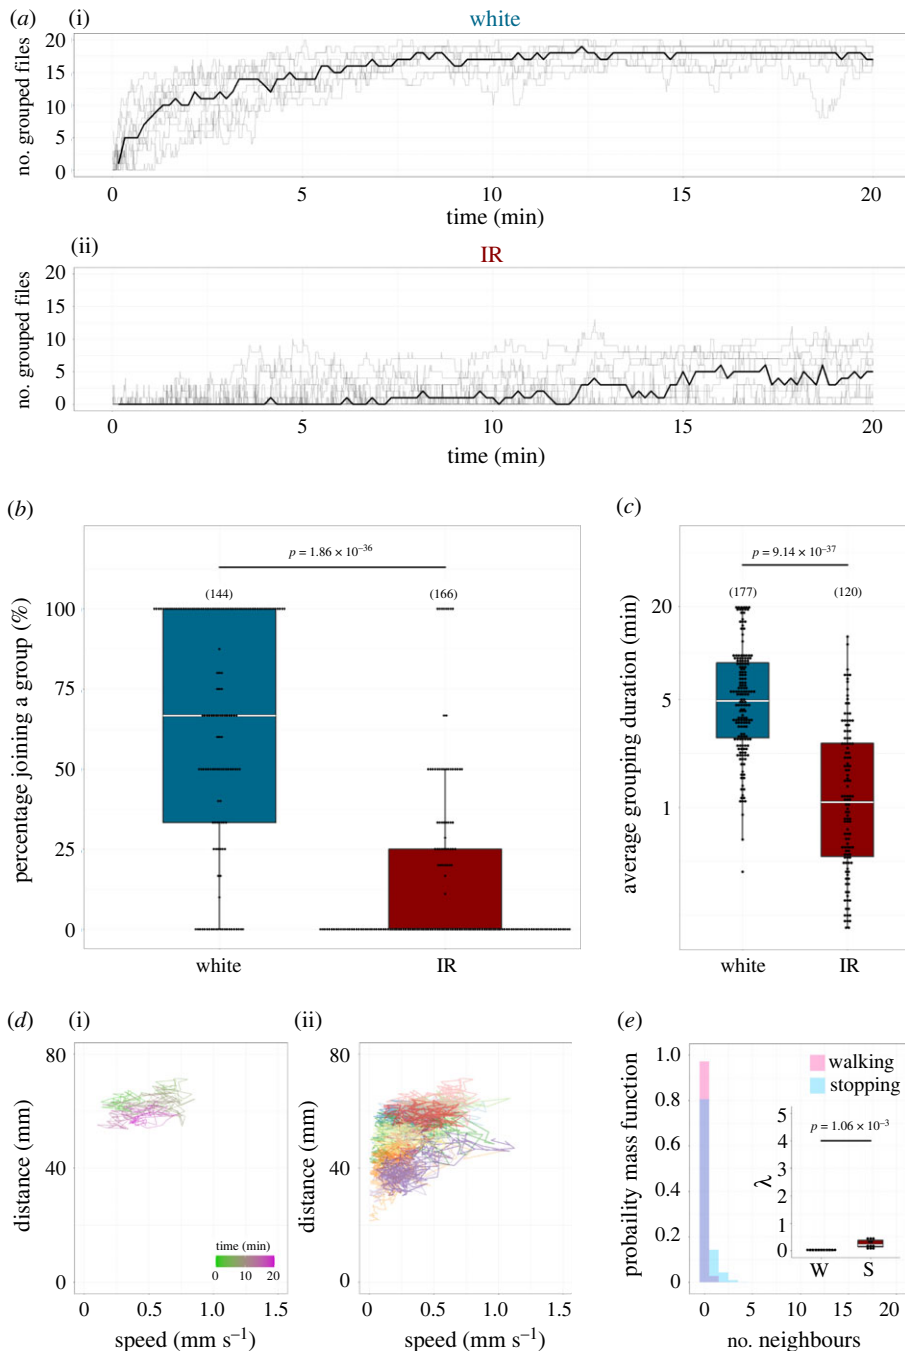 (a) (i) white
no. grouped files
20
15
10
5
0
0 5 10 15 20
time (min)
(ii) IR
no. grouped files
20
15
10
5
0
0 5 10 15 20
time (min)
(b)
percentage joining a group (%)
p = 1.86 × 10⁻³⁶
(144) (166)
100
75
50
25
0
white IR
(c)
average grouping duration (min)
p = 9.14 × 10⁻³⁷
(177) (120)
20
5
1
white IR
(d) (i)
distance (mm)
80
40
0
time (min)
0 10 20
0 0.5 1.0 1.5
speed (mm s⁻¹)
(ii)
distance (mm)
80
40
0
0 0.5 1.0 1.5
speed (mm s⁻¹)
(e)
probaility mass function
1.0
0.8
0.6
0.4
0.2
0
walking
stopping
p = 1.06 × 10⁻³
λ
5
4
3
2
1
0
W S
0 5 10 15 20
no. neighbours